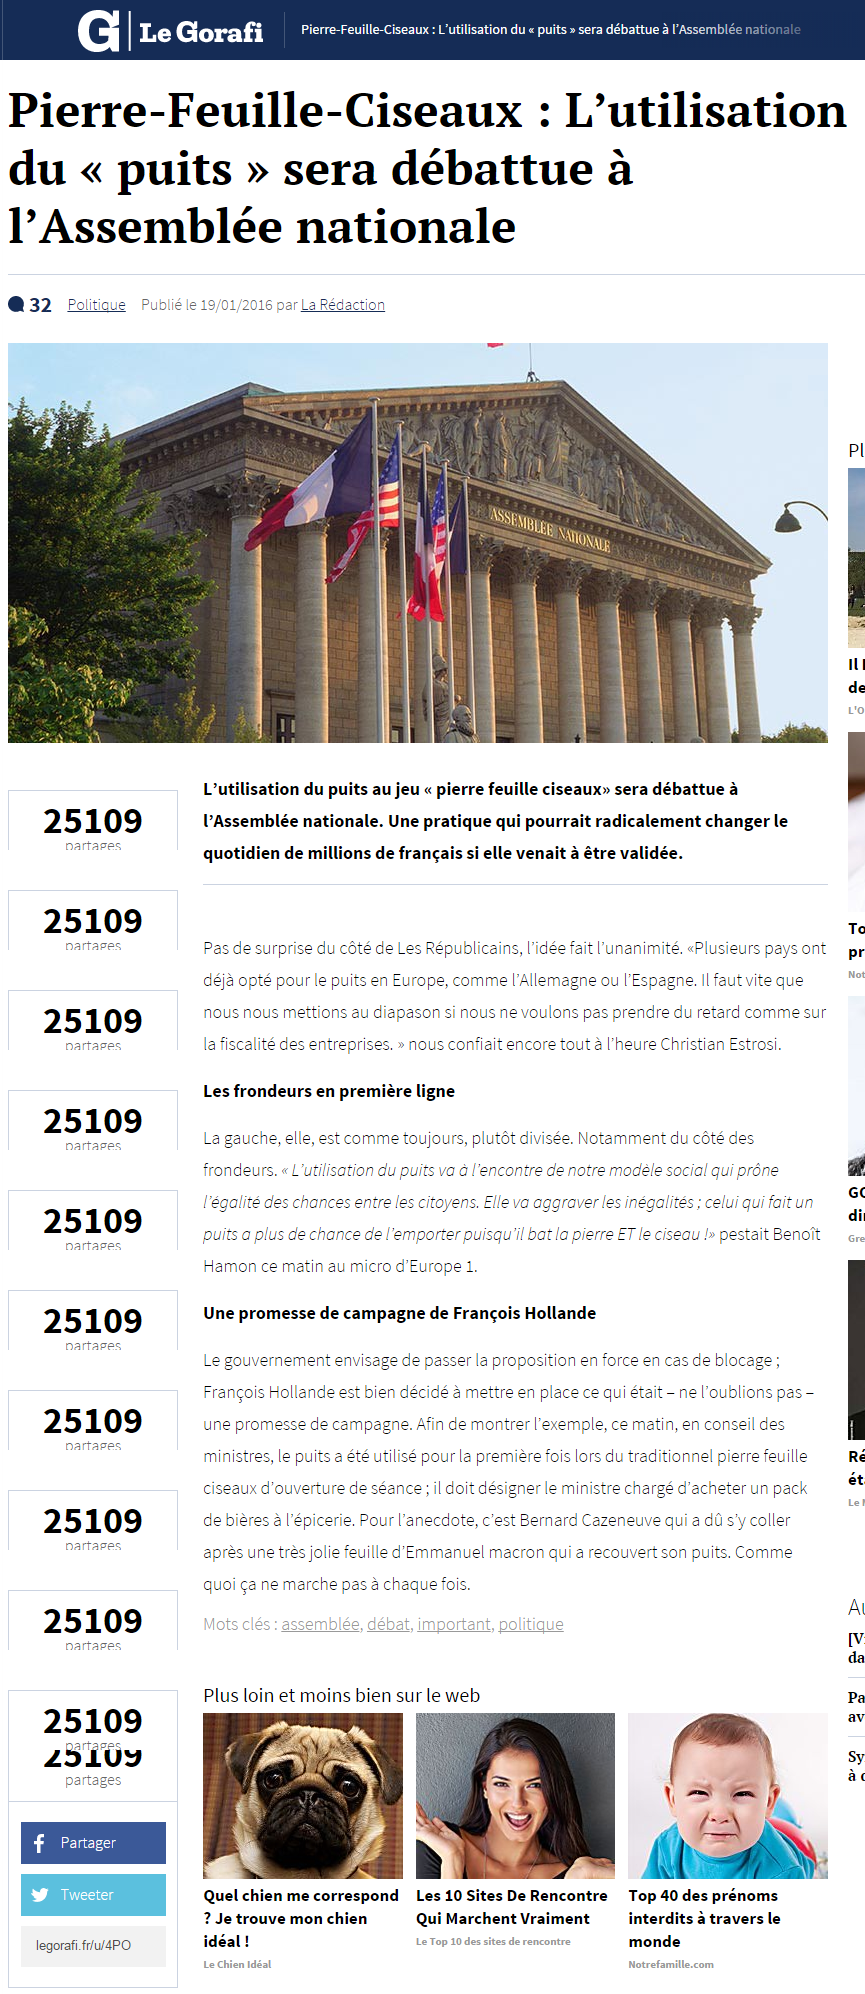 G Le Gorafi Pierre-Feuille-Ciseaux : L’utilisation du « puits » sera débattue à l’Assemblée nationale
Pierre-Feuille-Ciseaux : L’utilisation
du « puits » sera débattue à
l’Assemblée nationale
32 Politique Publié le 19/01/2016 par La Rédaction
ASSEMBLÉE NATIONALE
L’utilisation du puits au jeu « pierre feuille ciseaux» sera débattue à
l’Assemblée nationale. Une pratique qui pourrait radicalement changer le
quotidien de millions de français si elle venait à être validée.
Pas de surprise du côté de Les Républicains, l’idée fait l’unanimité. «Plusieurs pays ont
déjà opté pour le puits en Europe, comme l’Allemagne ou l’Espagne. Il faut vite que
nous nous mettions au diapason si nous ne voulons pas prendre du retard comme sur
la fiscalité des entreprises. » nous confiait encore tout à l’heure Christian Estrosi.
Les frondeurs en première ligne
La gauche, elle, est comme toujours, plutôt divisée. Notamment du côté des
frondeurs. « L’utilisation du puits va à l’encontre de notre modèle social qui prône
l’égalité des chances entre les citoyens. Elle va aggraver les inégalités ; celui qui fait un
puits a plus de chance de l’emporter puisqu’il bat la pierre ET le ciseau !» pestait Benoît
Hamon ce matin au micro d’Europe 1.
Une promesse de campagne de François Hollande
Le gouvernement envisage de passer la proposition en force en cas de blocage ;
François Hollande est bien décidé à mettre en place ce qui était – ne l’oublions pas –
une promesse de campagne. Afin de montrer l’exemple, ce matin, en conseil des
ministres, le puits a été utilisé pour la première fois lors du traditionnel pierre feuille
ciseaux d’ouverture de séance ; il doit désigner le ministre chargé d’acheter un pack
de bières à l’épicerie. Pour l’anecdote, c’est Bernard Cazeneuve qui a dû s’y coller
après une très jolie feuille d’Emmanuel macron qui a recouvert son puits. Comme
quoi ça ne marche pas à chaque fois.
Mots clés : assemblée, débat, important, politique
25109
partages
25109
partages
25109
partages
25109
partages
25109
partages
25109
partages
25109
partages
25109
partages
25109
partages
25109
partages
25109
partages
Partager
Tweeter
legorafi.fr/u/4PO
Plus loin et moins bien sur le web
Quel chien me correspond
? Je trouve mon chien
idéal !
Le Chien Idéal
Les 10 Sites De Rencontre
Qui Marchent Vraiment
Le Top 10 des sites de rencontre
Top 40 des prénoms
interdits à travers le
monde
Notrefamille.com
Pl
Il
de
L'O
To
pr
Not
GO
di
Gre
Ré
ét
Le
Au
[V
da
Pa
av
Sy
à